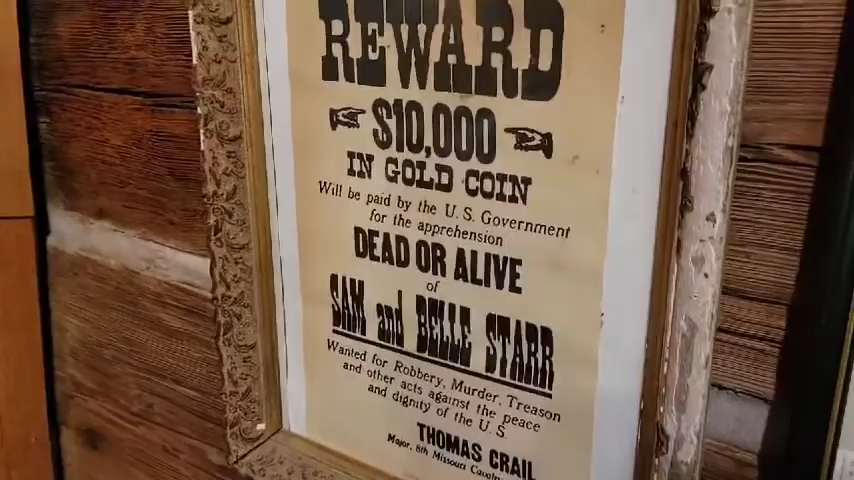 REWARD
$10,000
IN GOLD COIN
Will be paid by the U. S. Government
for the apprehension
DEAD OR ALIVE
of
SAM and BELLE STARR
Wanted for Robbery, Murder, Treason
and other acts against the peace
and dignity of the U. S.
THOMAS CRAIL
Major, 8th Missouri